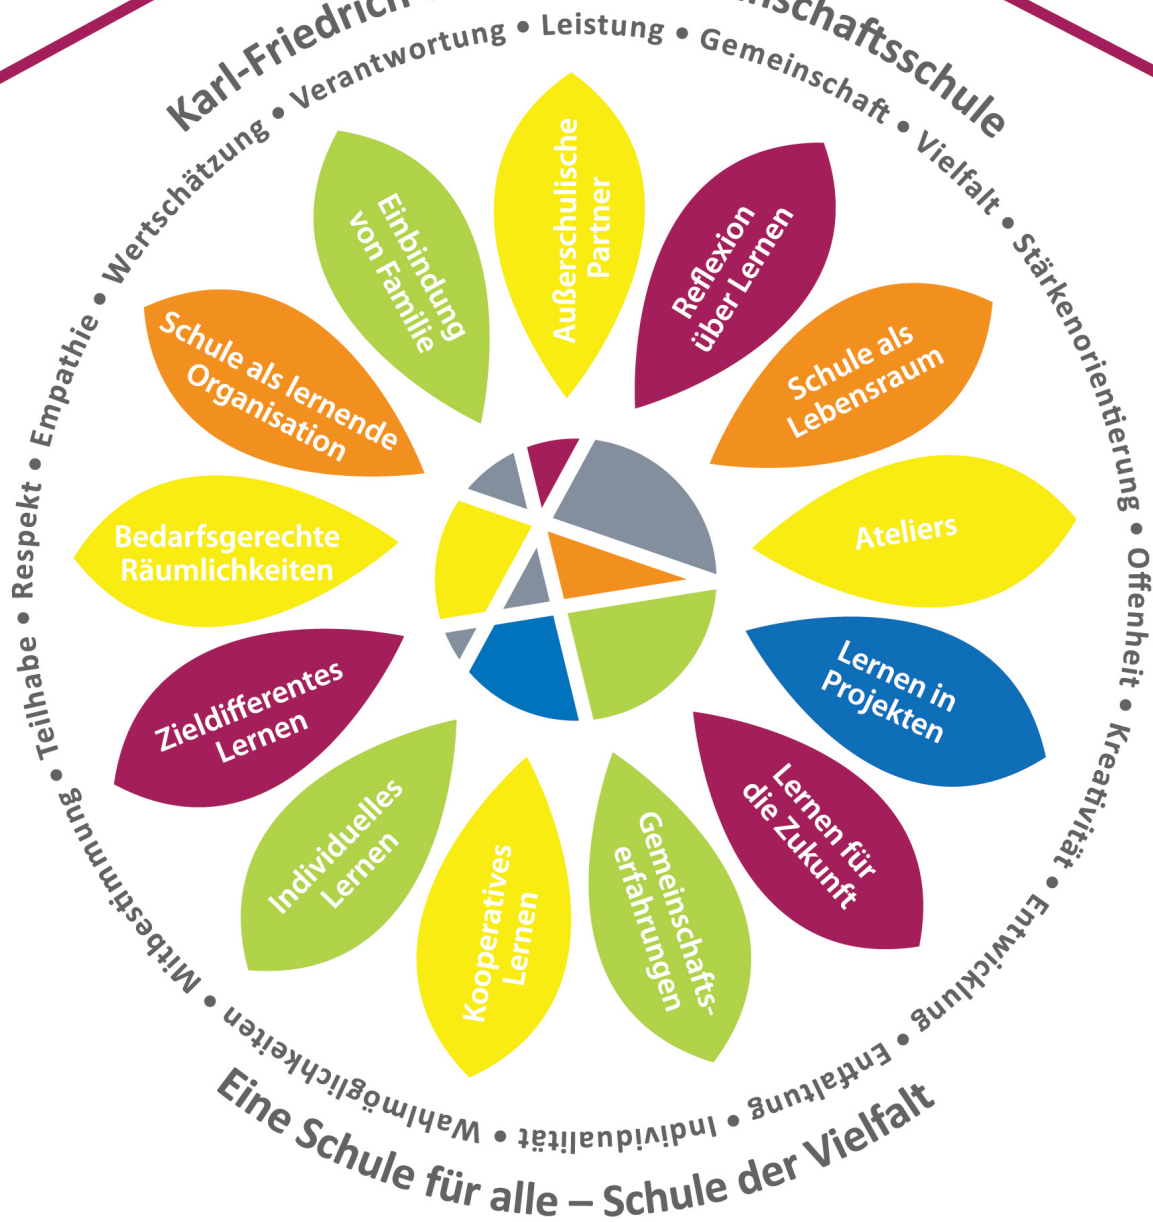 Karl-Friedrich
schaftsschule
Leistung • Gemeinschaft • Vielfalt • Stärkenorientierung • Offenheit • Kreativität • Entwicklung • Entfaltung • Individualität • Wahlmöglichkeiten • Mitbestimmung • Teilhabe • Respekt • Empathie • Wertschätzung • Verantwortung •
Außerschulische
Partner
Reflexion
über Lernen
Schule als
Lebensraum
Ateliers
Lernen in
Projekten
Lernen für
die Zukunft
Gemeinschafts-
erfahrungen
Kooperatives
Lernen
Individuelles
Lernen
Zieldifferentes
Lernen
Bedarfsgerechte
Räumlichkeiten
Schule als lernende
Organisation
Einbindung
von Familie
Eine Schule für alle – Schule der Vielfalt